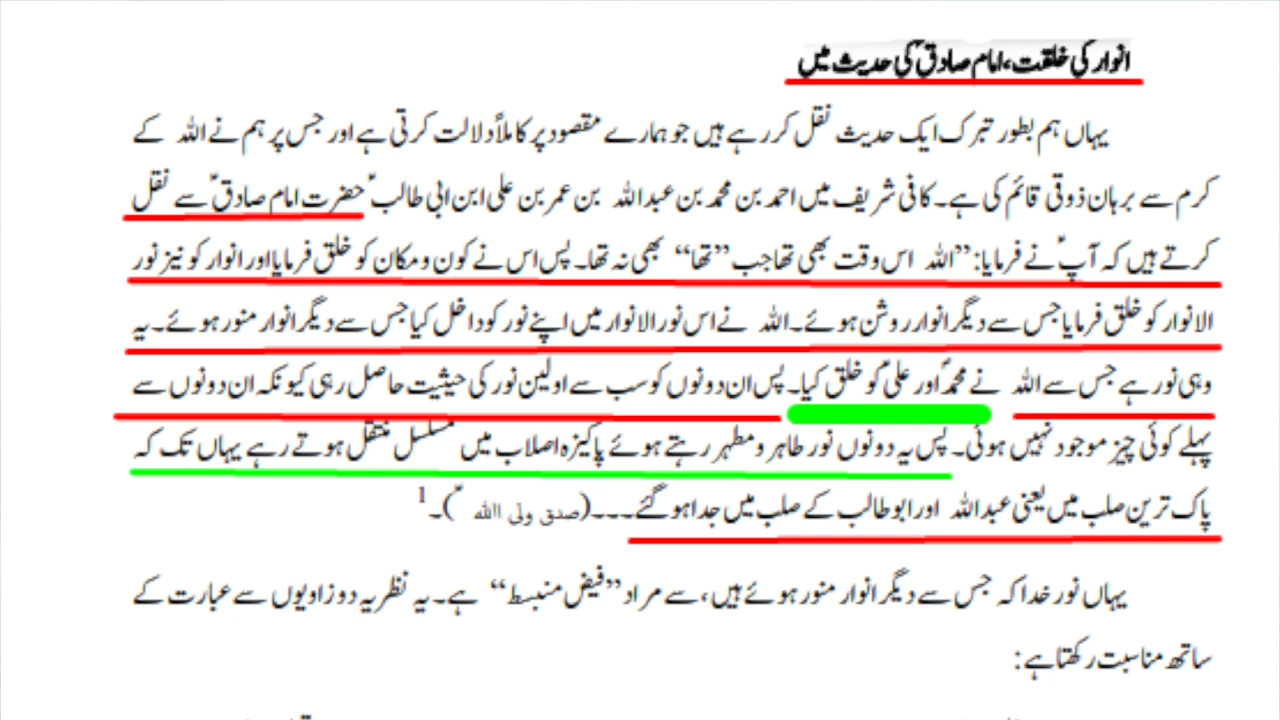 انوار کی خلقت، امام صادقؑ کی حدیث میں
یہاں ہم بطور تبرک ایک حدیث نقل کر رہے ہیں جو ہمارے مقصود پر کاملاً دلالت کرتی ہے اور جس پر ہم نے اللہ کے
کرم سے برہان ذوقی قائم کی ہے۔ کافی شریف میں احمد بن محمد بن عبد اللہ بن عمر بن علی ابن ابی طالبؑ حضرت امام صادقؑ سے نقل
کرتے ہیں کہ آپؑ نے فرمایا: ”اللہ اس وقت بھی تھا جب ”تھا“ بھی نہ تھا۔ پس اس نے کون و مکان کو خلق فرمایا اور انوار کو نیز نور
الانوار کو خلق فرمایا جس سے دیگر انوار روشن ہوئے۔ اللہ نے اس نور الانوار میں اپنے نور کو داخل کیا جس سے دیگر انوار منور ہوئے۔ یہ
وہی نور ہے جس سے اللہ نے محمدؐ اور علیؑ کو خلق کیا۔ پس ان دونوں کو سب سے اولین نور کی حیثیت حاصل رہی کیونکہ ان دونوں سے
پہلے کوئی چیز موجود نہیں ہوئی۔ پس یہ دونوں نور طاہر و مطہر رہتے ہوئے پاکیزہ اصلاب میں مسلسل منتقل ہوتے رہے یہاں تک کہ
پاک ترین صلب میں یعنی عبد اللہ اور ابو طالب کے صلب میں جدا ہو گئے۔۔۔(صدق ولی اﷲ ؑ)۔1
یہاں نور خدا کہ جس سے دیگر انوار منور ہوئے ہیں، سے مراد ”فیض منبسط“ ہے۔ یہ نظریہ دو زاویوں سے عبارت کے
ساتھ مناسبت رکھتا ہے: